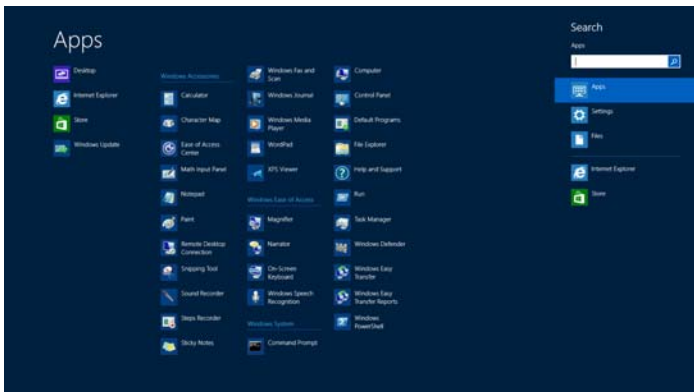 Apps
Desktop
Internet Explorer
Store
Windows Update
Windows Accessories
Calculator
Character Map
Ease of Access
Center
Math Input Panel
Notepad
Paint
Remote Desktop
Connection
Snipping Tool
Sound Recorder
Steps Recorder
Sticky Notes
Windows Fax and
Scan
Windows Journal
Windows Media
Player
WordPad
XPS Viewer
Windows Ease of Access
Magnifier
Narrator
On-Screen
Keyboard
Windows Speech
Recognition
Windows System
Command Prompt
Computer
Control Panel
Default Programs
File Explorer
Help and Support
Run
Task Manager
Windows Defender
Windows Easy
Transfer
Windows Easy
Transfer Reports
Windows
PowerShell
Search
Apps
Apps
Settings
Files
Internet Explorer
Store